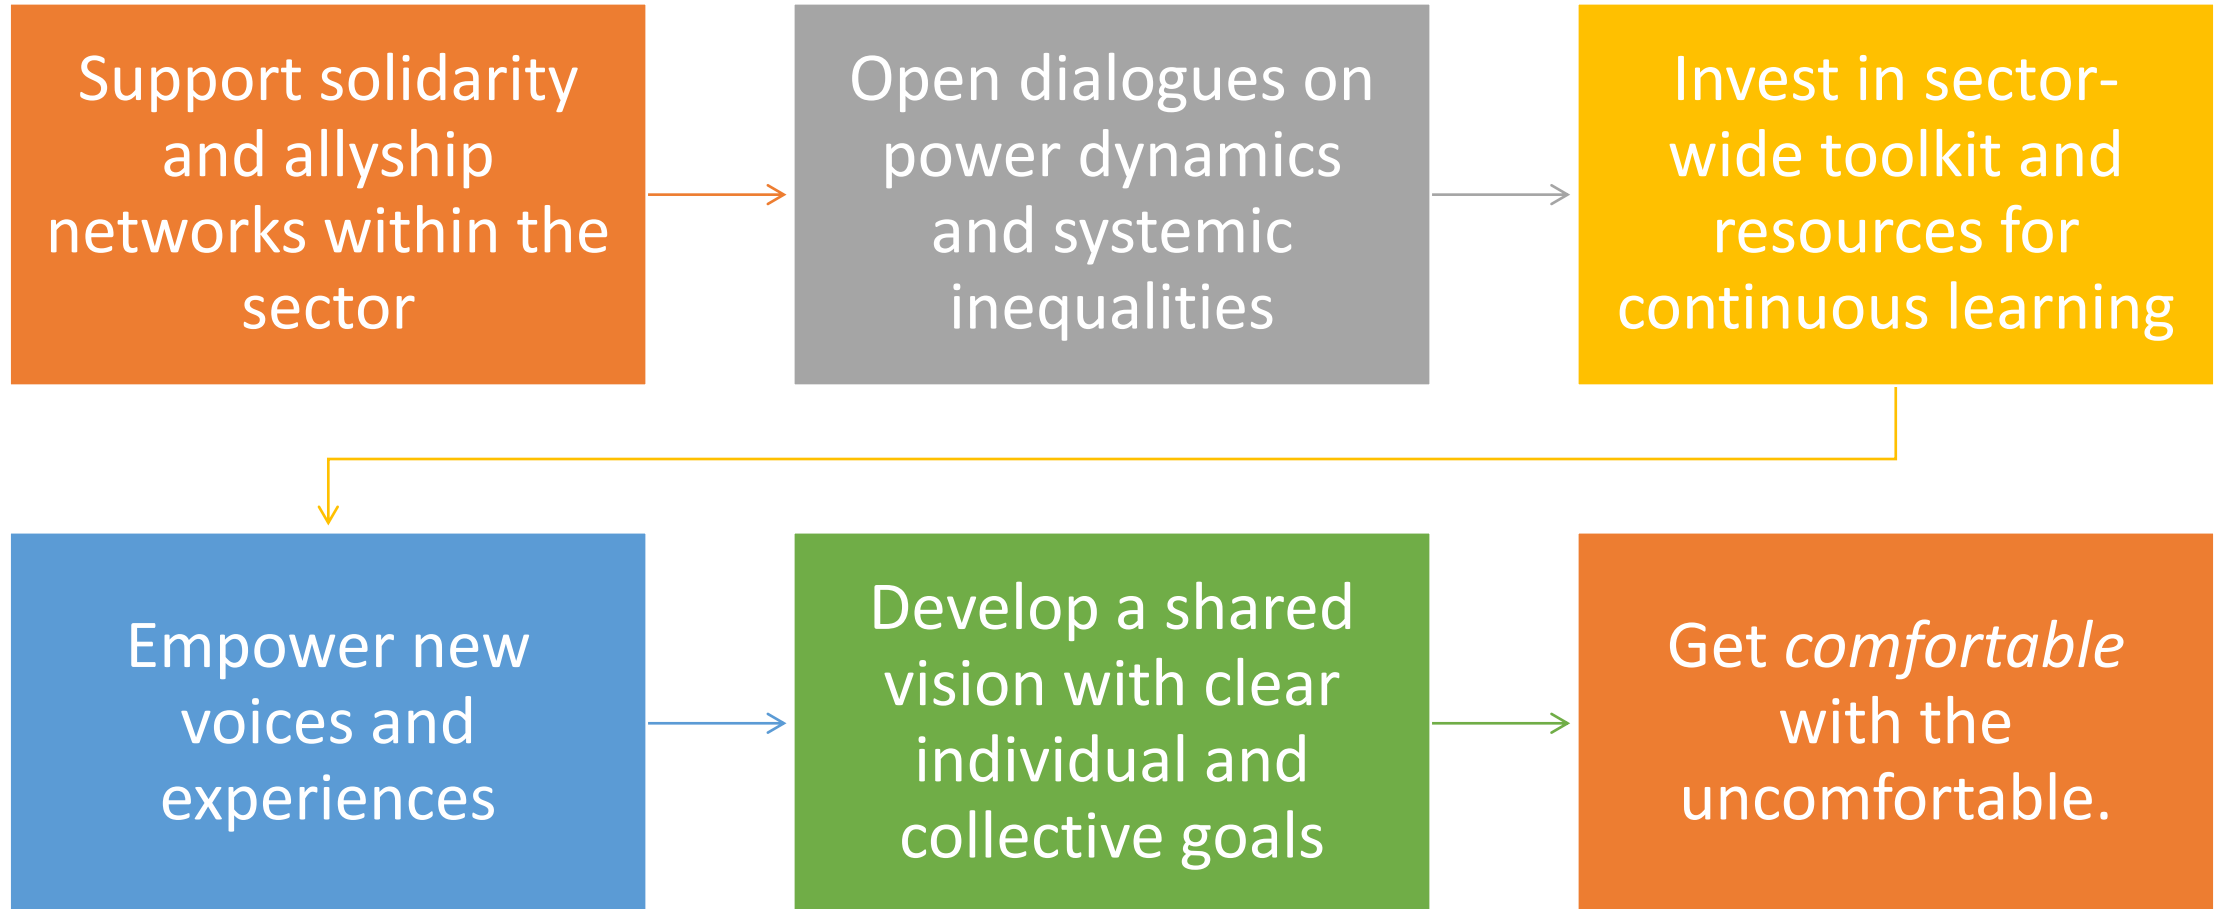 Support solidarity
and allyship
networks within the
sector
Open dialogues on
power dynamics
and systemic
inequalities
Invest in sector-
wide toolkit and
resources for
continuous learning
Empower new
voices and
experiences
Develop a shared
vision with clear
individual and
collective goals
Get comfortable
with the
uncomfortable.